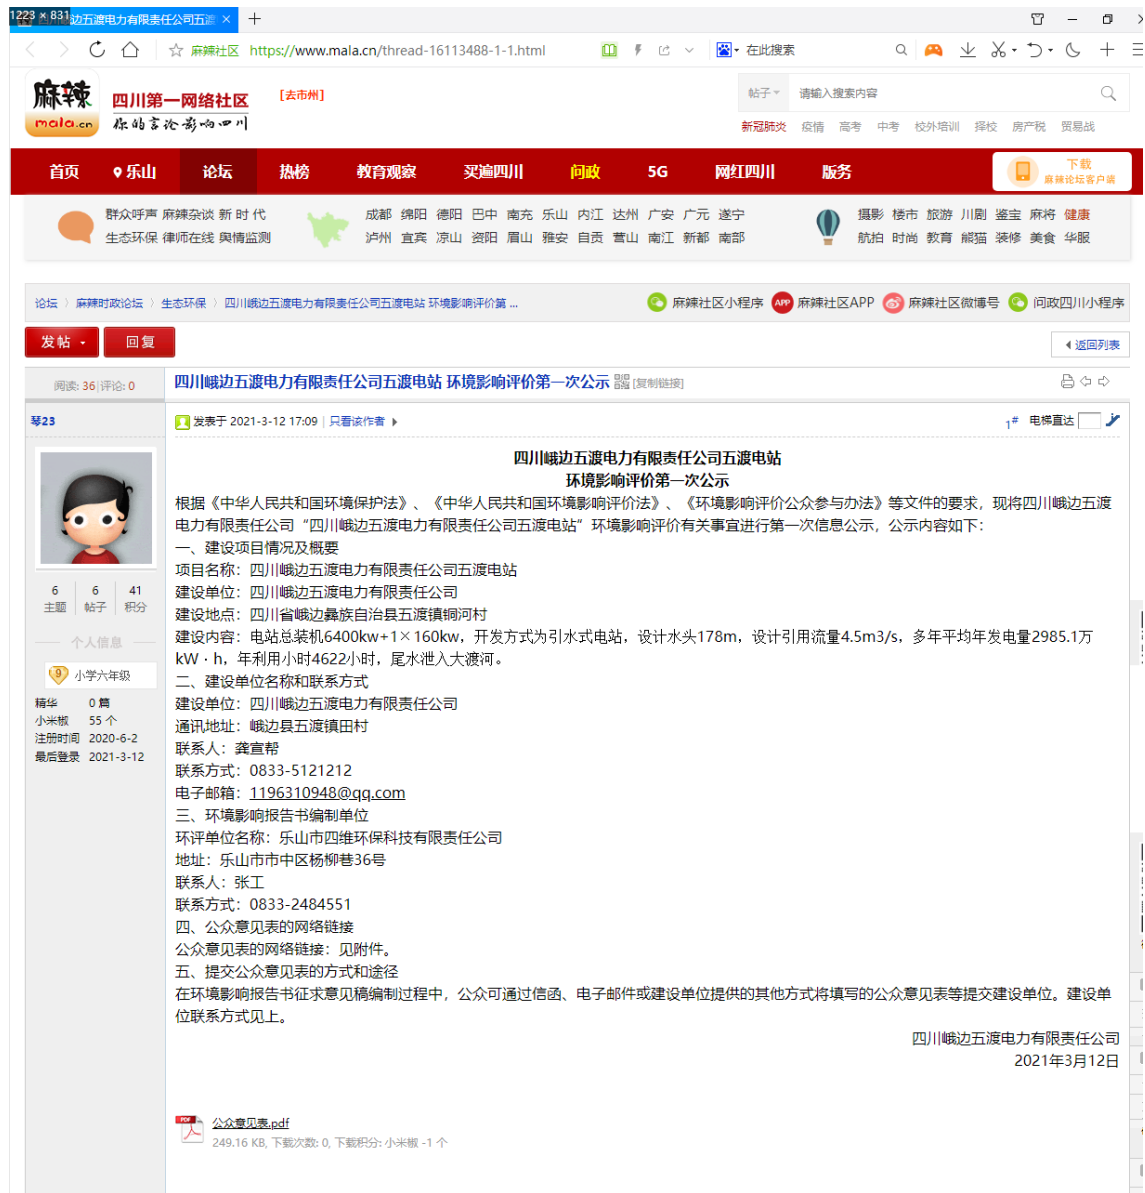 1223 × 831
边五渡电力有限责任公司五渡
麻辣社区 https://www.mala.cn/thread-16113488-1-1.html
在此搜索
麻辣
mala.cn
四川第一网络社区
你的言论影响四川
[去市州]
帖子 请输入搜索内容
新冠肺炎 疫情 高考 中考 校外培训 择校 房产税 贸易战
首页 乐山 论坛 热榜 教育观察 买遍四川 问政 5G 网红四川 版务
下载
麻辣论坛客户端
群众呼声 麻辣杂谈 新 时 代
生态环保 律师在线 舆情监测
成都 绵阳 德阳 巴中 南充 乐山 内江 达州 广安 广元 遂宁
泸州 宜宾 凉山 资阳 眉山 雅安 自贡 营山 南江 新都 南部
摄影 楼市 旅游 川剧 鉴宝 麻将 健康
航拍 时尚 教育 熊猫 装修 美食 华服
论坛 〉 麻辣时政论坛 〉 生态环保 〉 四川峨边五渡电力有限责任公司五渡电站 环境影响评价第 ...
麻辣社区小程序 APP 麻辣社区APP 麻辣社区微博号 问政四川小程序
发帖 回复
返回列表
阅读: 36|评论: 0
四川峨边五渡电力有限责任公司五渡电站 环境影响评价第一次公示 [复制链接]
琴23
发表于 2021-3-12 17:09 | 只看该作者
1# 电梯直达
6 6 41
主题 帖子 积分
个人信息
9 小学六年级
精华 0 篇
小米椒 55 个
注册时间 2020-6-2
最后登录 2021-3-12
四川峨边五渡电力有限责任公司五渡电站
环境影响评价第一次公示
根据《中华人民共和国环境保护法》、《中华人民共和国环境影响评价法》、《环境影响评价公众参与办法》等文件的要求，现将四川峨边五渡
电力有限责任公司“四川峨边五渡电力有限责任公司五渡电站”环境影响评价有关事宜进行第一次信息公示，公示内容如下：
一、建设项目情况及概要
项目名称：四川峨边五渡电力有限责任公司五渡电站
建设单位：四川峨边五渡电力有限责任公司
建设地点：四川省峨边彝族自治县五渡镇铜河村
建设内容：电站总装机6400kw+1×160kw，开发方式为引水式电站，设计水头178m，设计引用流量4.5m3/s，多年平均年发电量2985.1万
kW · h，年利用小时4622小时，尾水泄入大渡河。
二、建设单位名称和联系方式
建设单位：四川峨边五渡电力有限责任公司
通讯地址：峨边县五渡镇田村
联系人：龚宣帮
联系方式：0833-5121212
电子邮箱：1196310948@qq.com
三、环境影响报告书编制单位
环评单位名称：乐山市四维环保科技有限责任公司
地址：乐山市市中区杨柳巷36号
联系人：张工
联系方式：0833-2484551
四、公众意见表的网络链接
公众意见表的网络链接：见附件。
五、提交公众意见表的方式和途径
在环境影响报告书征求意见稿编制过程中，公众可通过信函、电子邮件或建设单位提供的其他方式将填写的公众意见表等提交建设单位。建设单
位联系方式见上。
四川峨边五渡电力有限责任公司
2021年3月12日
PDF
公众意见表.pdf
249.16 KB, 下载次数: 0, 下载积分: 小米椒 -1 个